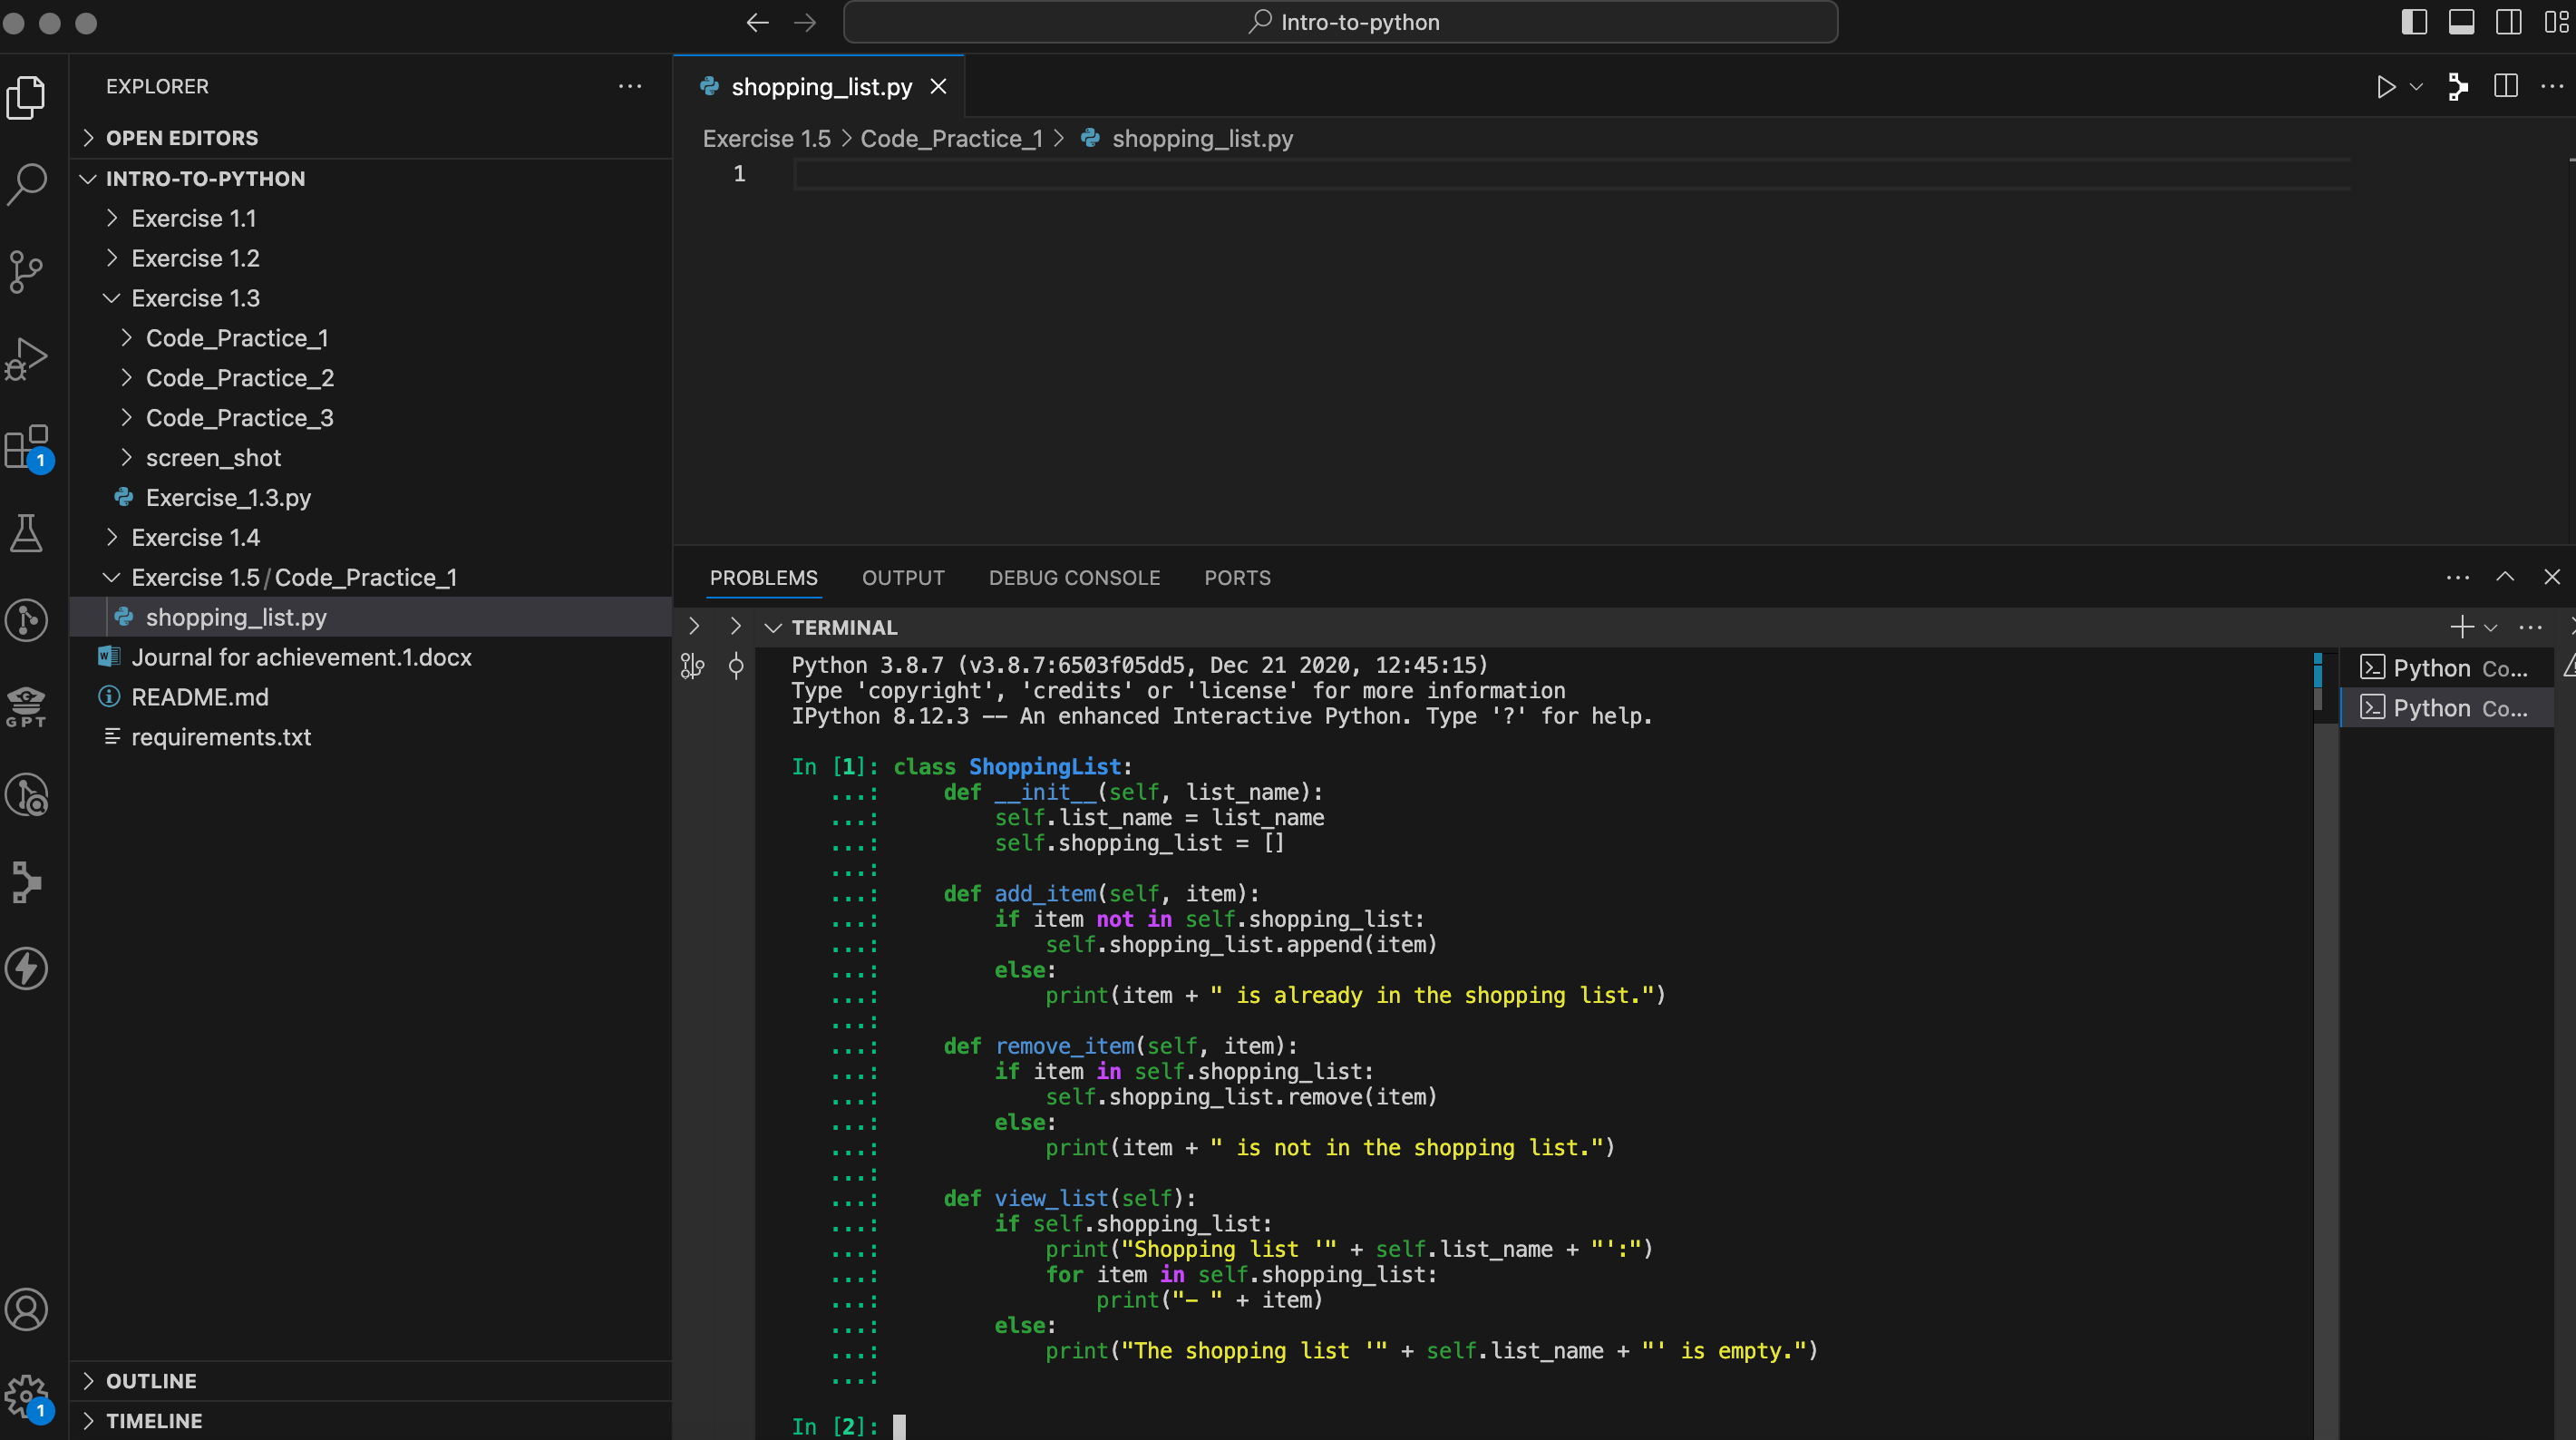 Intro-to-python
EXPLORER
OPEN EDITORS
INTRO-TO-PYTHON
Exercise 1.1
Exercise 1.2
Exercise 1.3
Code_Practice_1
Code_Practice_2
Code_Practice_3
screen_shot
Exercise_1.3.py
Exercise 1.4
Exercise 1.5/Code_Practice_1
shopping_list.py
Journal for achievement.1.docx
README.md
requirements.txt
OUTLINE
TIMELINE
1
GPT
1
shopping_list.py
Exercise 1.5 > Code_Practice_1 > shopping_list.py
1
PROBLEMS OUTPUT DEBUG CONSOLE PORTS
TERMINAL
Python Co...
Python Co...
Python 3.8.7 (v3.8.7:6503f05dd5, Dec 21 2020, 12:45:15)
Type 'copyright', 'credits' or 'license' for more information
IPython 8.12.3 -- An enhanced Interactive Python. Type '?' for help.
In [1]: class ShoppingList:
   ...:     def __init__(self, list_name):
   ...:         self.list_name = list_name
   ...:         self.shopping_list = []
   ...:
   ...:     def add_item(self, item):
   ...:         if item not in self.shopping_list:
   ...:             self.shopping_list.append(item)
   ...:         else:
   ...:             print(item + " is already in the shopping list.")
   ...:
   ...:     def remove_item(self, item):
   ...:         if item in self.shopping_list:
   ...:             self.shopping_list.remove(item)
   ...:         else:
   ...:             print(item + " is not in the shopping list.")
   ...:
   ...:     def view_list(self):
   ...:         if self.shopping_list:
   ...:             print("Shopping list '" + self.list_name + "':")
   ...:             for item in self.shopping_list:
   ...:                 print("- " + item)
   ...:         else:
   ...:             print("The shopping list '" + self.list_name + "' is empty.")
   ...:
In [2]: